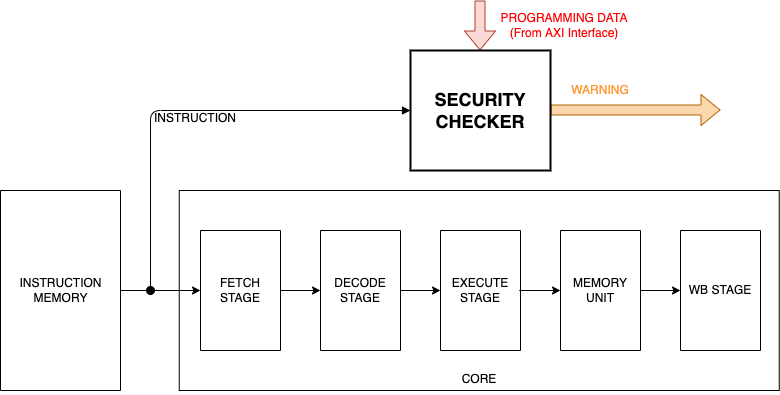 PROGRAMMING DATA
(From AXI Interface)
SECURITY
CHECKER
WARNING
INSTRUCTION
INSTRUCTION
MEMORY
FETCH
STAGE
DECODE
STAGE
EXECUTE
STAGE
MEMORY
UNIT
WB STAGE
CORE